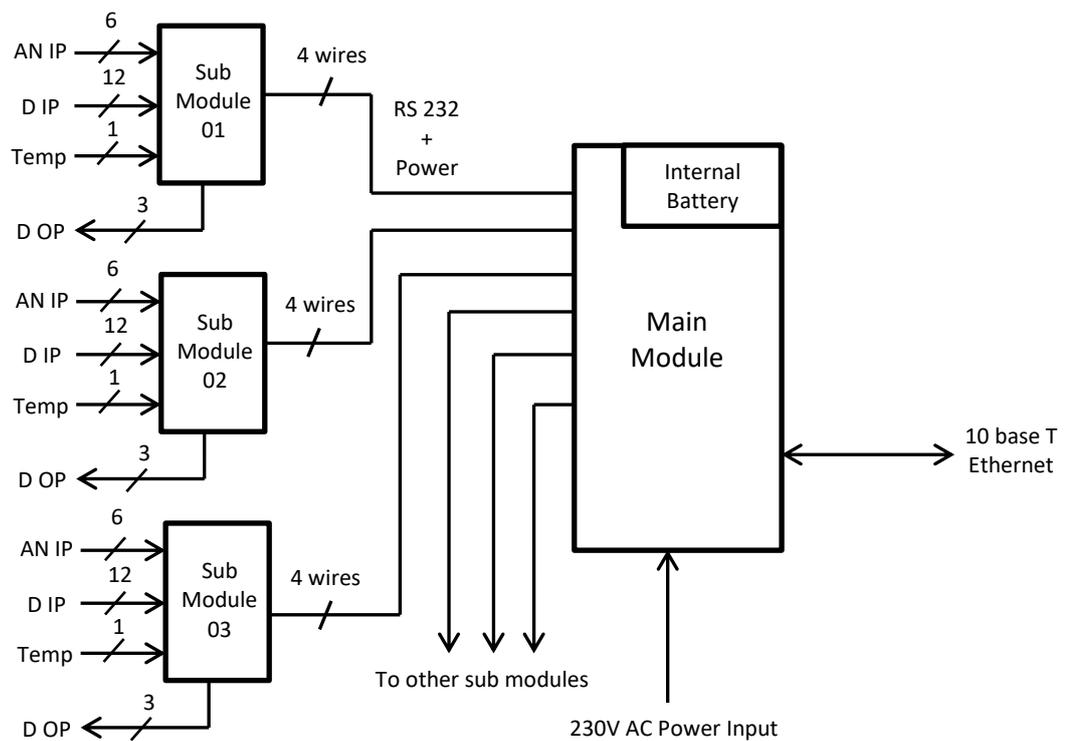 6
AN IP
12
D IP
1
Temp
3
D OP
Sub
Module
01
4 wires
RS 232
+
Power
6
AN IP
12
D IP
1
Temp
3
D OP
Sub
Module
02
4 wires
6
AN IP
12
D IP
1
Temp
3
D OP
Sub
Module
03
4 wires
To other sub modules
Internal
Battery
Main
Module
10 base T
Ethernet
230V AC Power Input